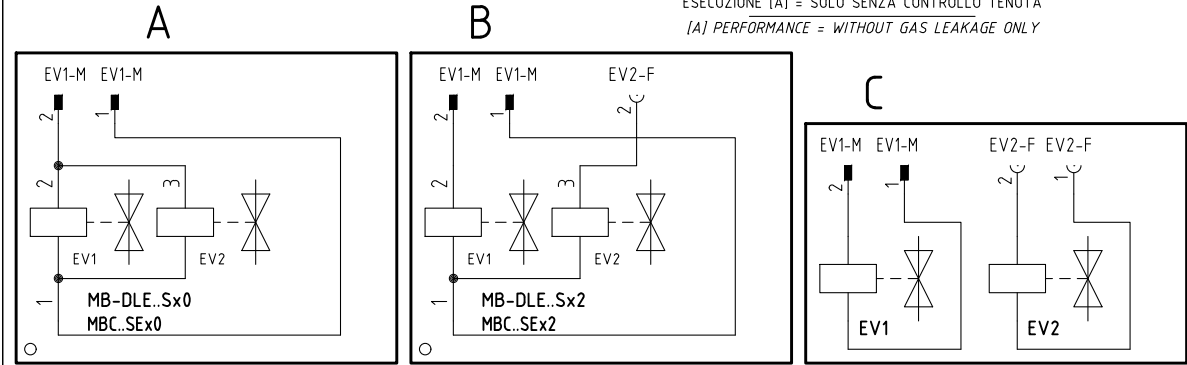 ESECUZIONE [A] = SOLO SENZA CONTROLLO TENUTA
[A] PERFORMANCE = WITHOUT GAS LEAKAGE ONLY
A
EV1-M EV1-M
2 1
2 3
EV1 EV2
1
MB-DLE..Sx0
MBC..SEx0
B
EV1-M EV1-M EV2-F
2 1 2
2 3
EV1 EV2
1
MB-DLE..Sx2
MBC..SEx2
C
EV1-M EV1-M EV2-F EV2-F
2 1 2 1
EV1 EV2